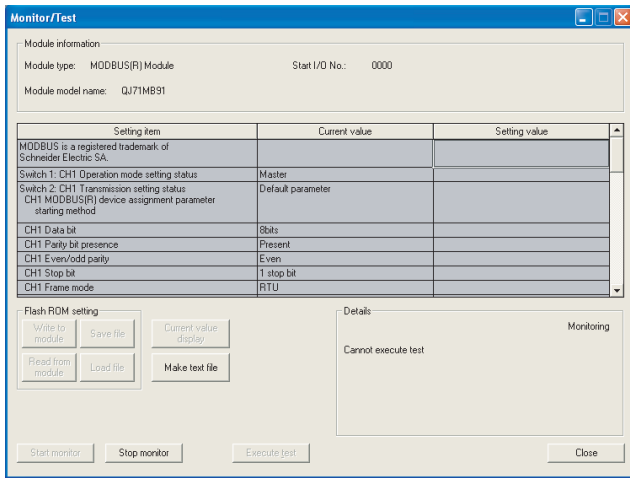 Monitor/Test
Module information
Module type: MODBUS(R) Module Start I/O No.: 0000
Module model name: QJ71MB91
Setting item Current value Setting value
MODBUS is a registered trademark of
Schneider Electric SA.
Switch 1: CH1 Operation mode setting status Master
Switch 2: CH1 Transmission setting status Default parameter
CH1 MODBUS(R) device assignment parameter
starting method
CH1 Data bit 8bits
CH1 Parity bit presence Present
CH1 Even/odd parity Even
CH1 Stop bit 1 stop bit
CH1 Frame mode RTU
Flash ROM setting
Write to
module
Save file
Current value
display
Read from
module
Load file
Make text file
Details
Monitoring
Cannot execute test
Start monitor Stop monitor Execute test Close